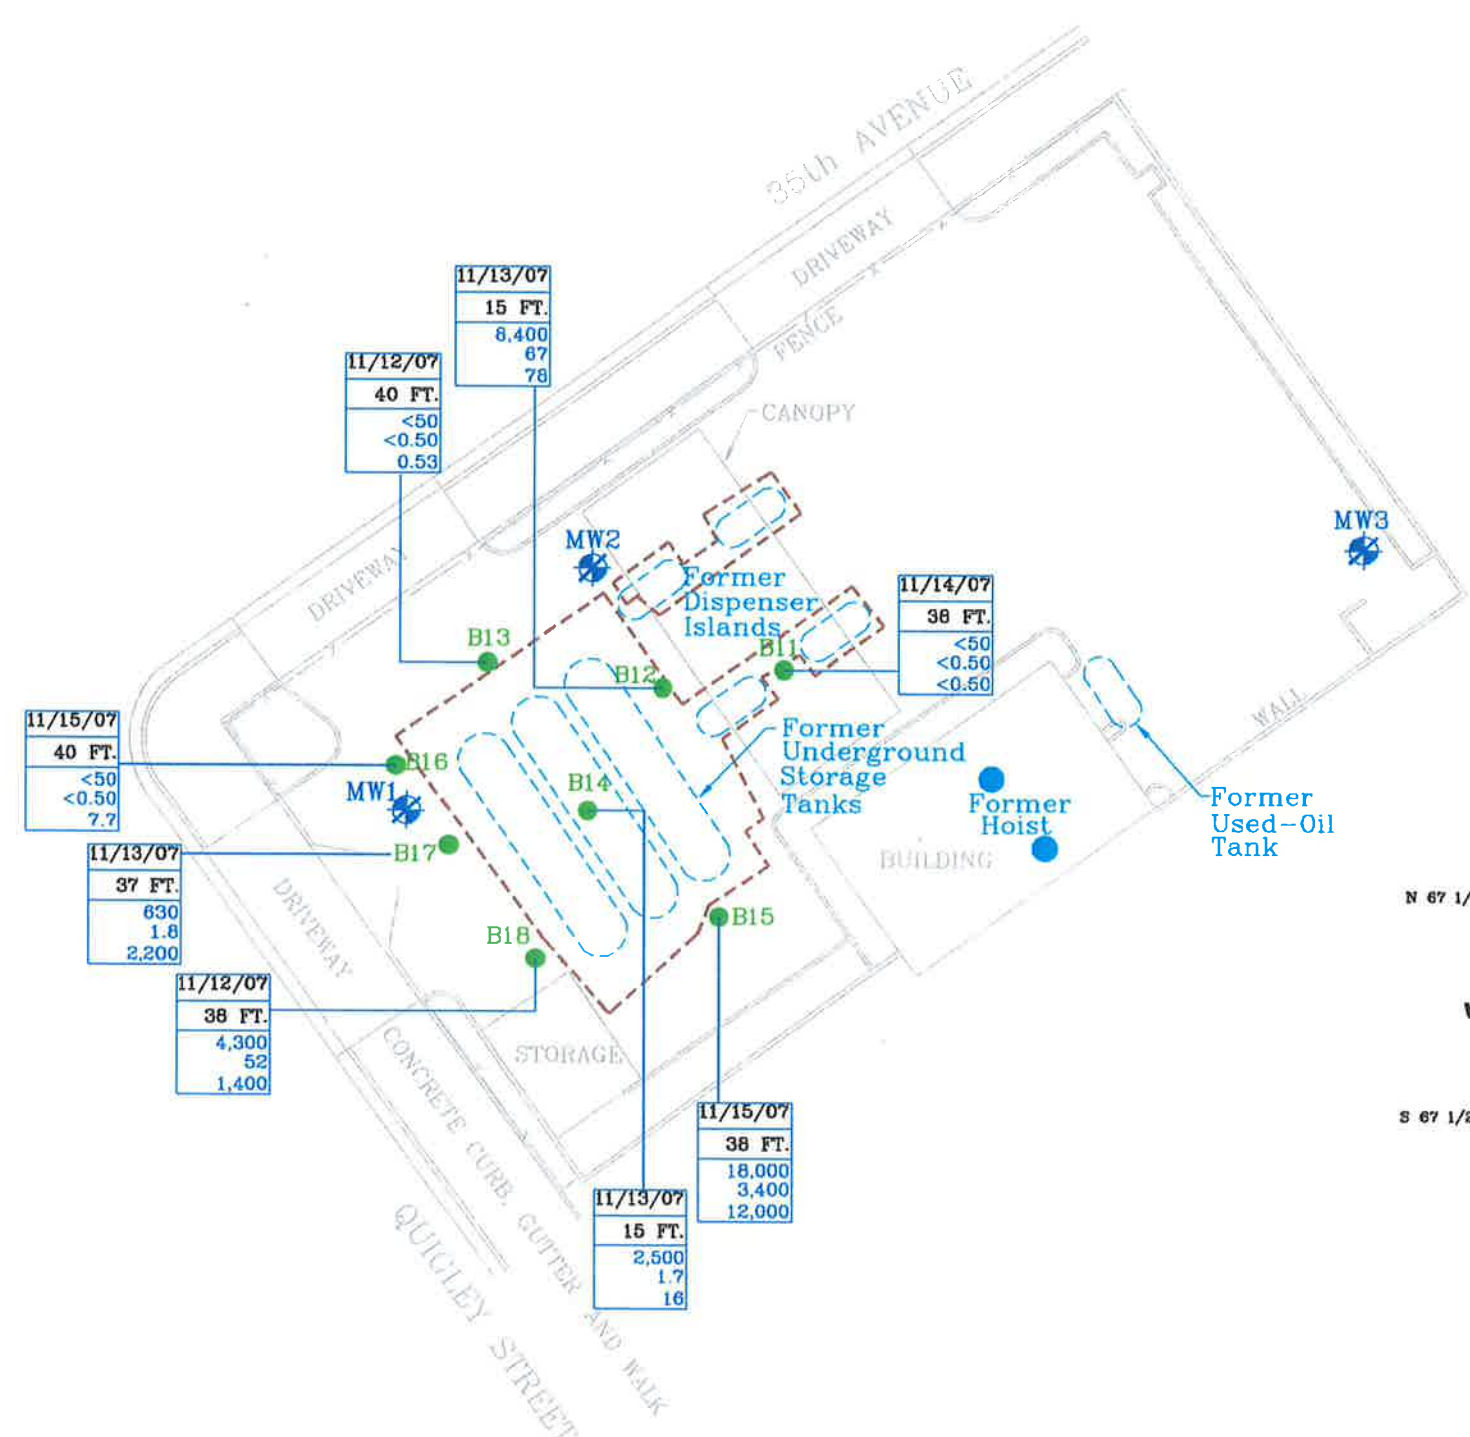 35th AVENUE
DRIVEWAY
FENCE
CANOPY
11/13/07
15 FT.
8,400
67
78
11/12/07
40 FT.
<50
<0.50
0.53
MW2
MW3
DRIVEWAY
Former
Dispenser
Islands
11/14/07
38 FT.
<50
<0.50
<0.50
B13
B12
B11
WALL
11/15/07
40 FT.
<50
<0.50
7.7
B16
MW1
B14
Former
Underground
Storage
Tanks
Former
Hoist
Former
Used-Oil
Tank
B17
BUILDING
11/13/07
37 FT.
630
1.8
2,200
DRIVEWAY
B18
B15
N 67 1/
11/12/07
38 FT.
4,300
52
1,400
STORAGE
CONCRETE CURB, GUTTER AND WALK
S 67 1/2
11/15/07
38 FT.
18,000
3,400
12,000
11/13/07
15 FT.
2,500
1.7
16
QUIGLEY STREET